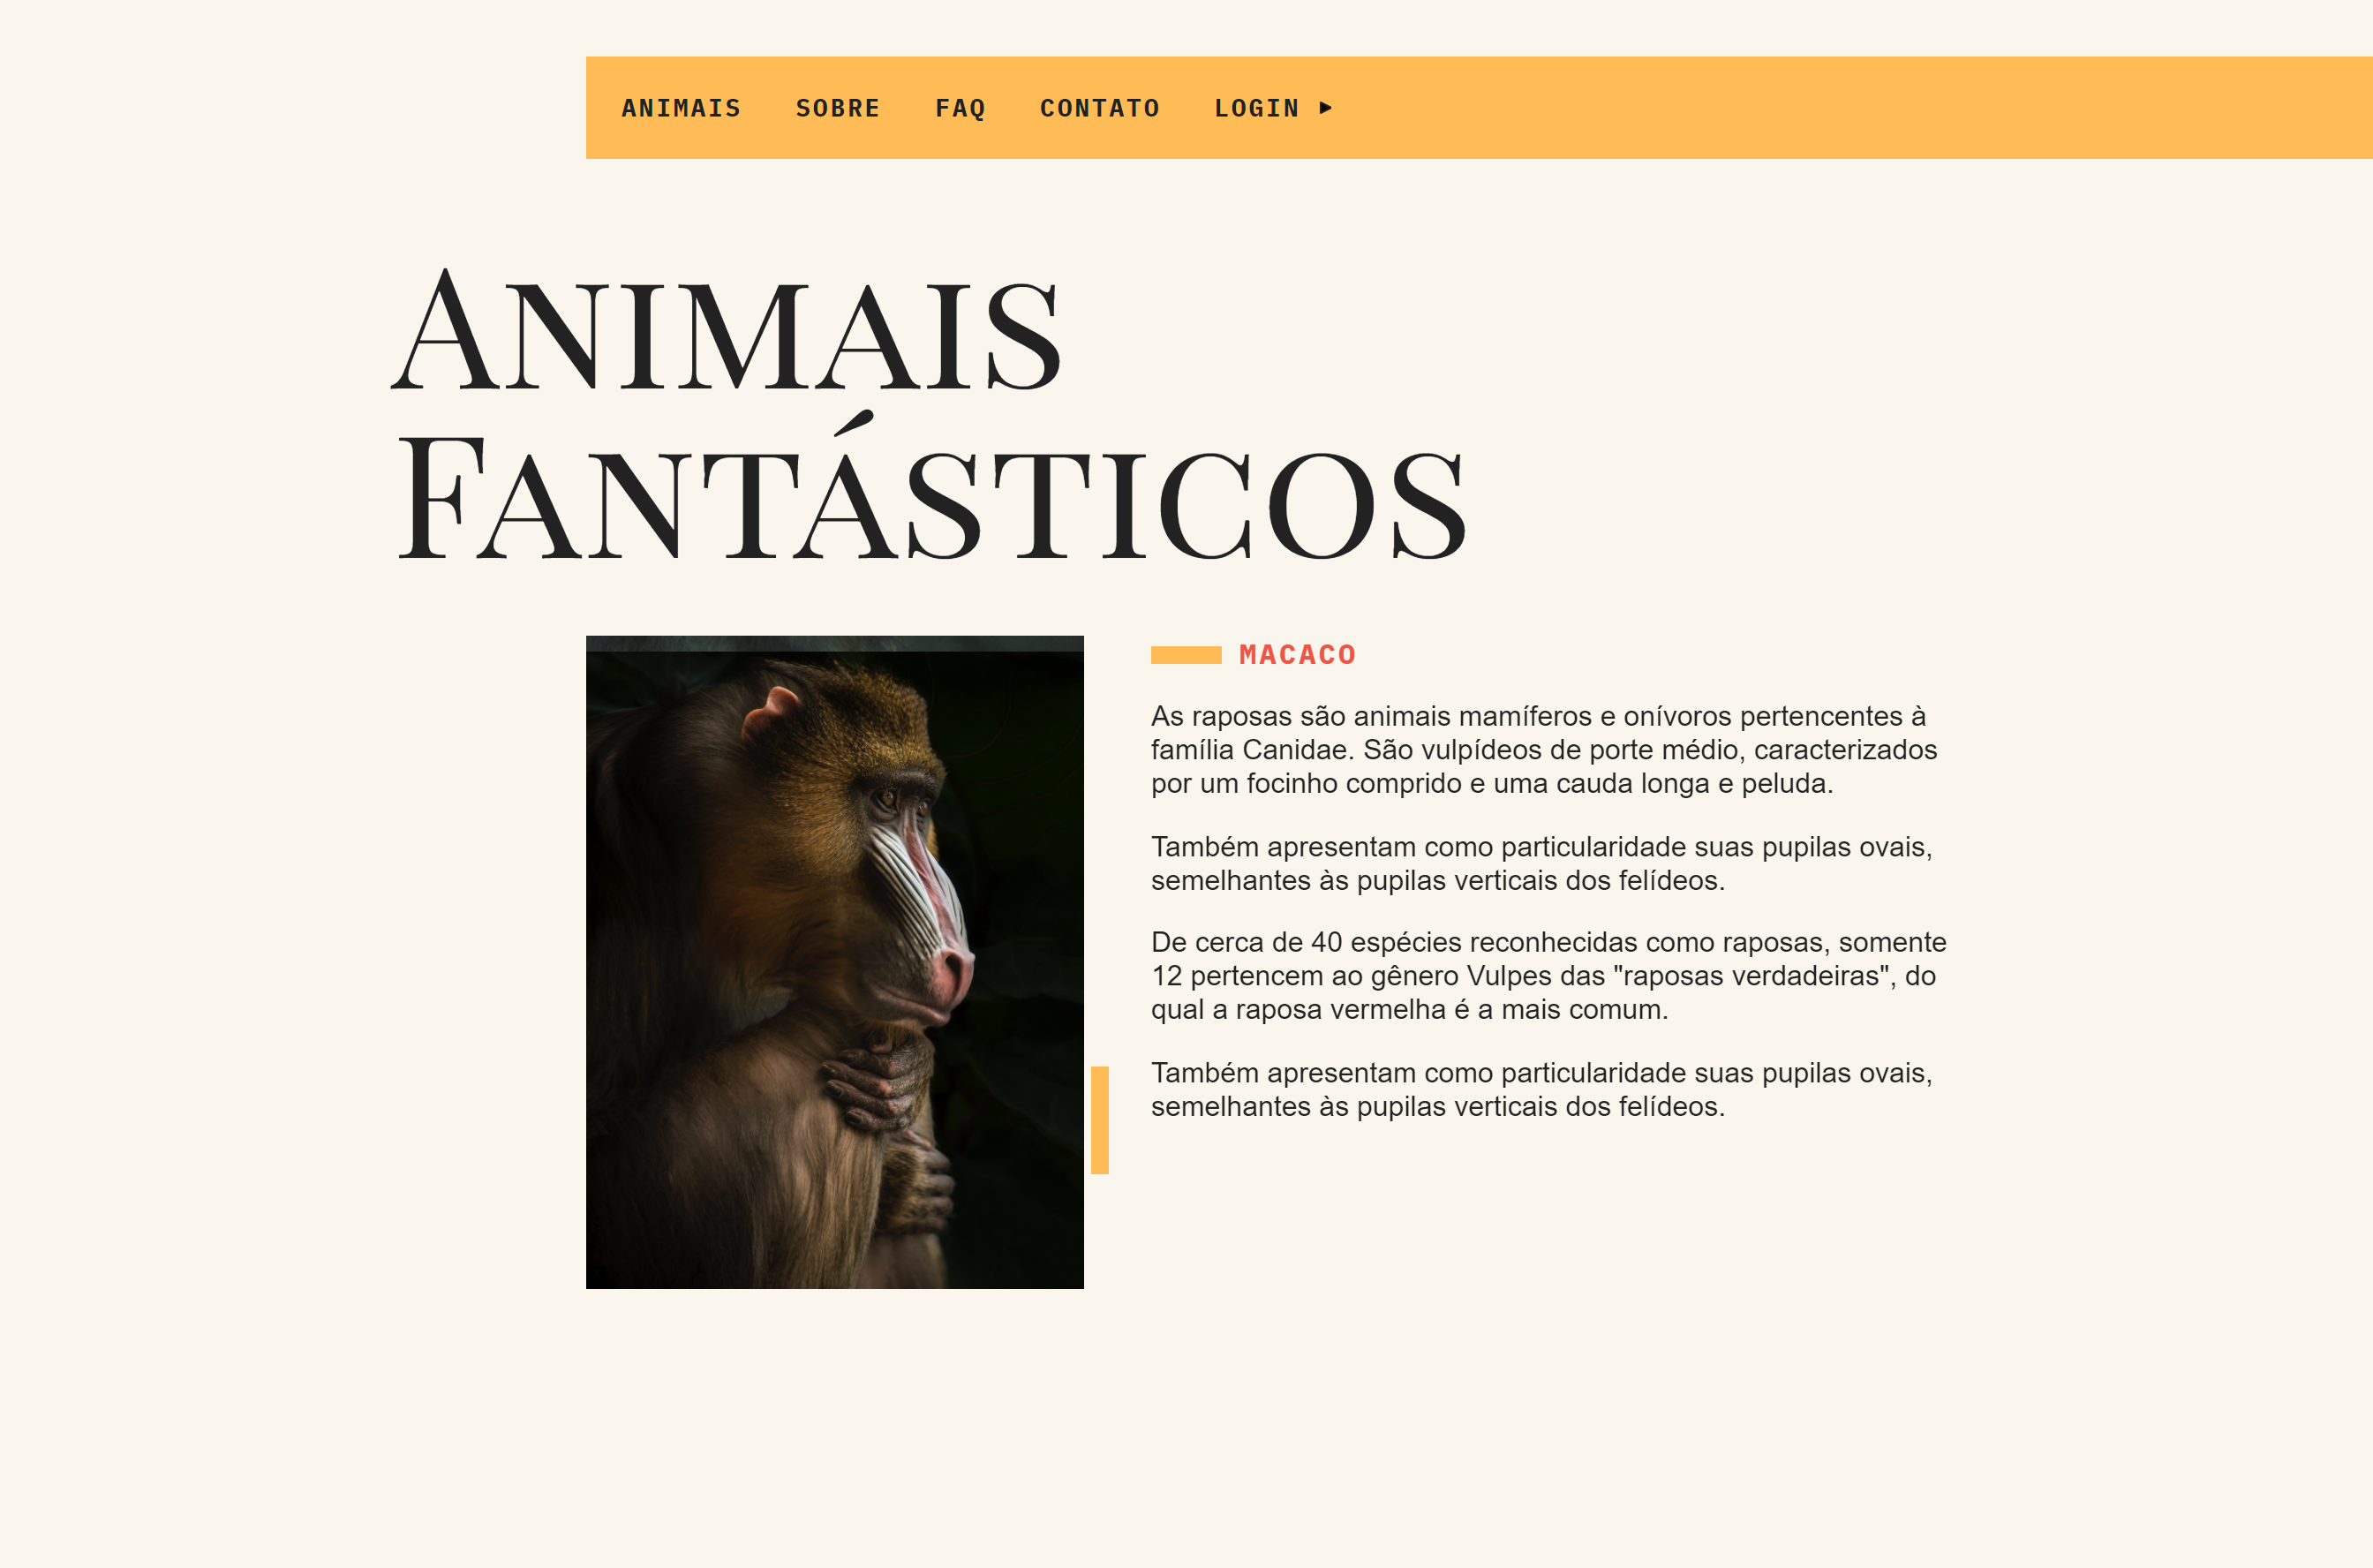 ANIMAIS SOBRE FAQ CONTATO LOGIN ▶
Animais
Fantásticos
MACACO
As raposas são animais mamíferos e onívoros pertencentes à
família Canidae. São vulpídeos de porte médio, caracterizados
por um focinho comprido e uma cauda longa e peluda.
Também apresentam como particularidade suas pupilas ovais,
semelhantes às pupilas verticais dos felídeos.
De cerca de 40 espécies reconhecidas como raposas, somente
12 pertencem ao gênero Vulpes das "raposas verdadeiras", do
qual a raposa vermelha é a mais comum.
Também apresentam como particularidade suas pupilas ovais,
semelhantes às pupilas verticais dos felídeos.